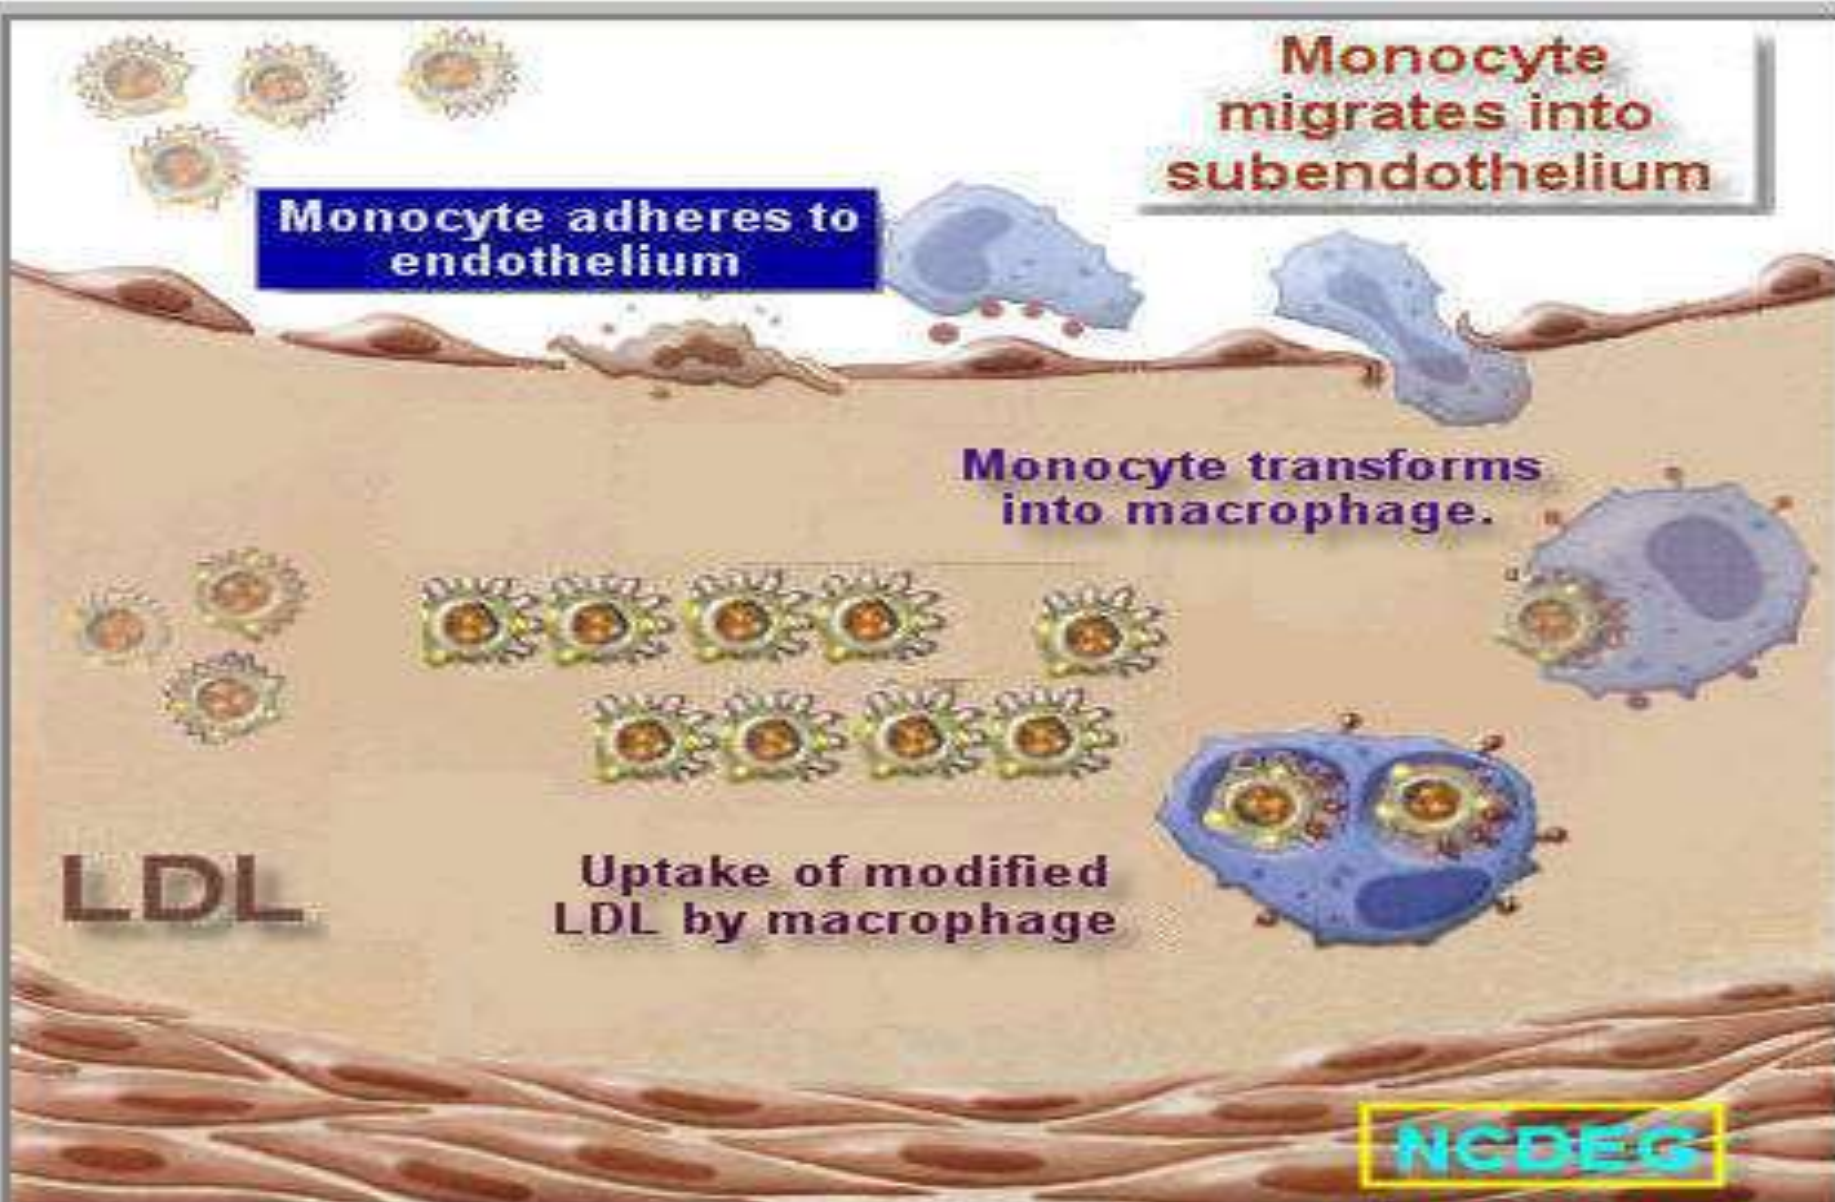 Monocyte
migrates into
subendothelium
Monocyte adheres to
endothelium
Monocyte transforms
into macrophage.
LDL
Uptake of modified
LDL by macrophage
NCDEG